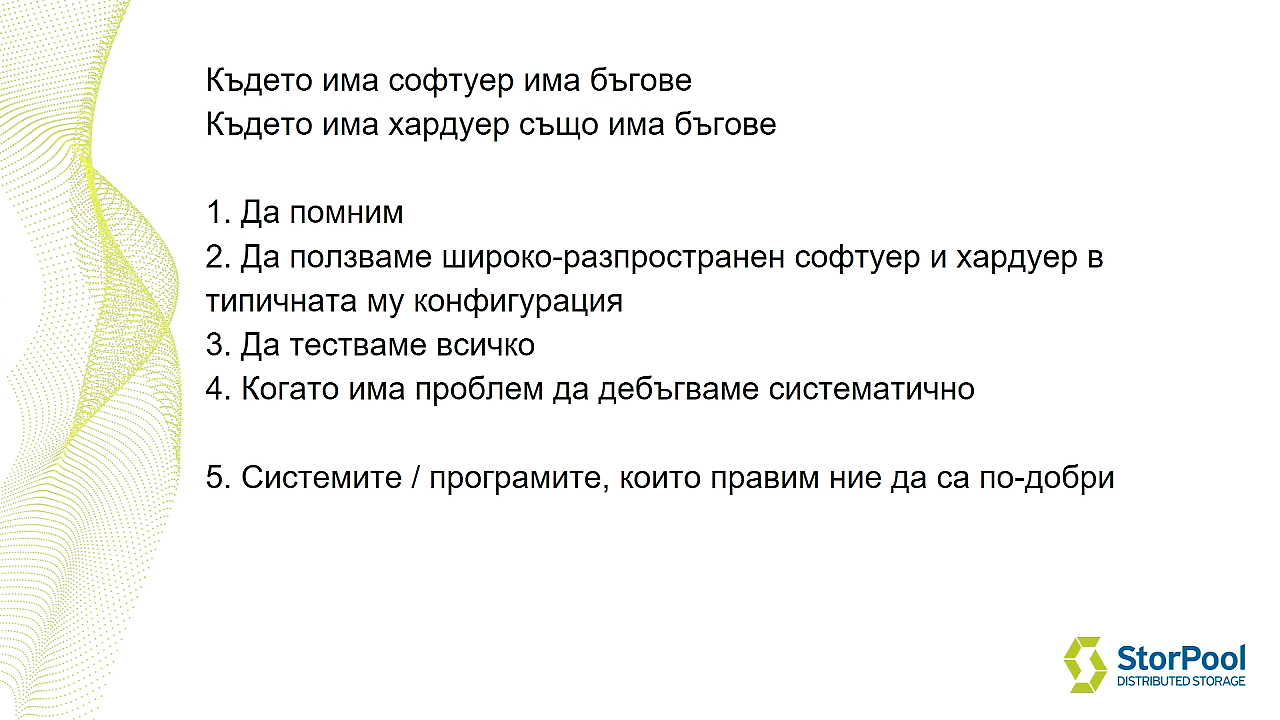 Където има софтуер има бъгове
Където има хардуер също има бъгове
1. Да помним
2. Да ползваме широко-разпространен софтуер и хардуер в
типичната му конфигурация
3. Да тестваме всичко
4. Когато има проблем да дебъгваме систематично
5. Системите / програмите, които правим ние да са по-добри
StorPool
DISTRIBUTED STORAGE